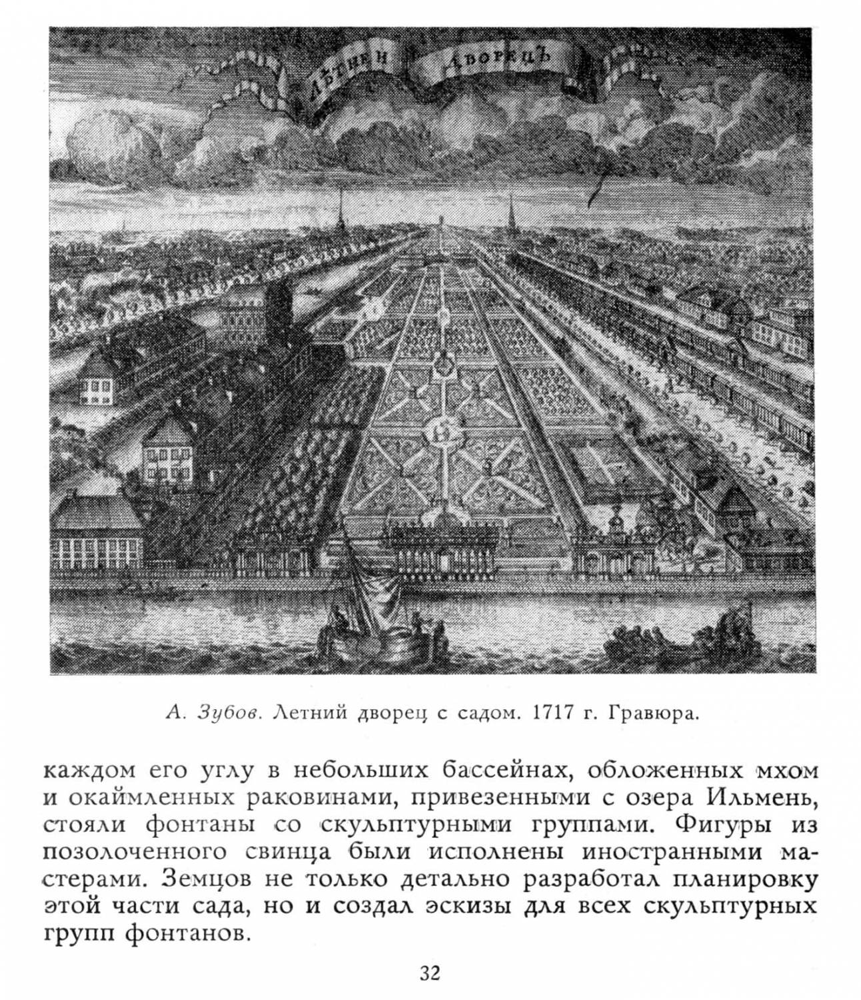 ЛѢТНЕИ ДВОРЕЦЪ
А. Зубов. Летний дворец с садом. 1717 г. Гравюра.
каждом его углу в небольших бассейнах, обложенных мхом
и окаймленных раковинами, привезенными с озера Ильмень,
стояли фонтаны со скульптурными группами. Фигуры из
позолоченного свинца были исполнены иностранными ма-
стерами. Земцов не только детально разработал планировку
этой части сада, но и создал эскизы для всех скульптурных
групп фонтанов.
32